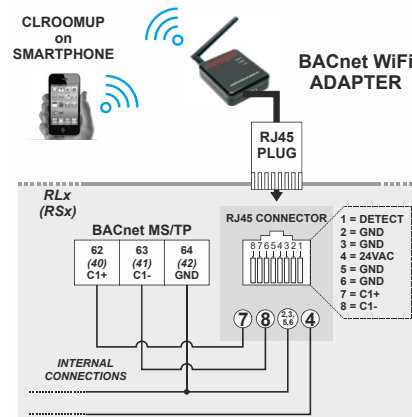 CLROOMUP
on
SMARTPHONE
BACnet WiFi
ADAPTER
RJ45
PLUG
RLx
(RSx)
BACnet MS/TP
62
(40)
C1+
63
(41)
C1-
64
(42)
GND
RJ45 CONNECTOR
87654321
1 = DETECT
2 = GND
3 = GND
4 = 24VAC
5 = GND
6 = GND
7 = C1+
8 = C1-
7
8
2,3,
5,6
4
INTERNAL
CONNECTIONS